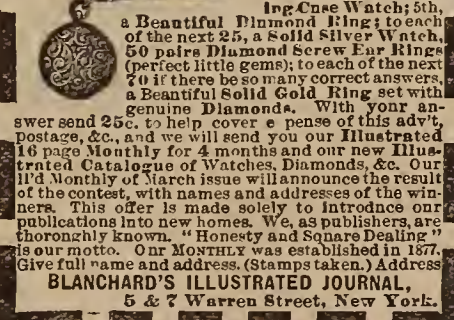 ing Case Watch; 5th,
a Beautiful Diamond Ring; to each
of the next 25, a Solid Silver Watch,
50 pairs Diamond Screw Ear Rings
(perfect little gems); to each of the next
70 if there be so many correct answers,
a Beautiful Solid Gold Ring set with
genuine Diamonds. With your an-
swer send 25c. to help cover e pense of this adv't,
postage, &c., and we will send you our Illustrated
16 page Monthly for 4 months and our new Illus-
trated Catalogue of Watches, Diamonds, &c. Our
Ill'd Monthly of March issue will announce the result
of the contest, with names and addresses of the win-
ners. This offer is made solely to introduce our
publications into new homes. We, as publishers, are
thoroughly known. "Honesty and Square Dealing"
is our motto. Our MONTHLY was established in 1877.
Give full name and address. (Stamps taken.) Address
BLANCHARD'S ILLUSTRATED JOURNAL,
5 & 7 Warren Street, New York.